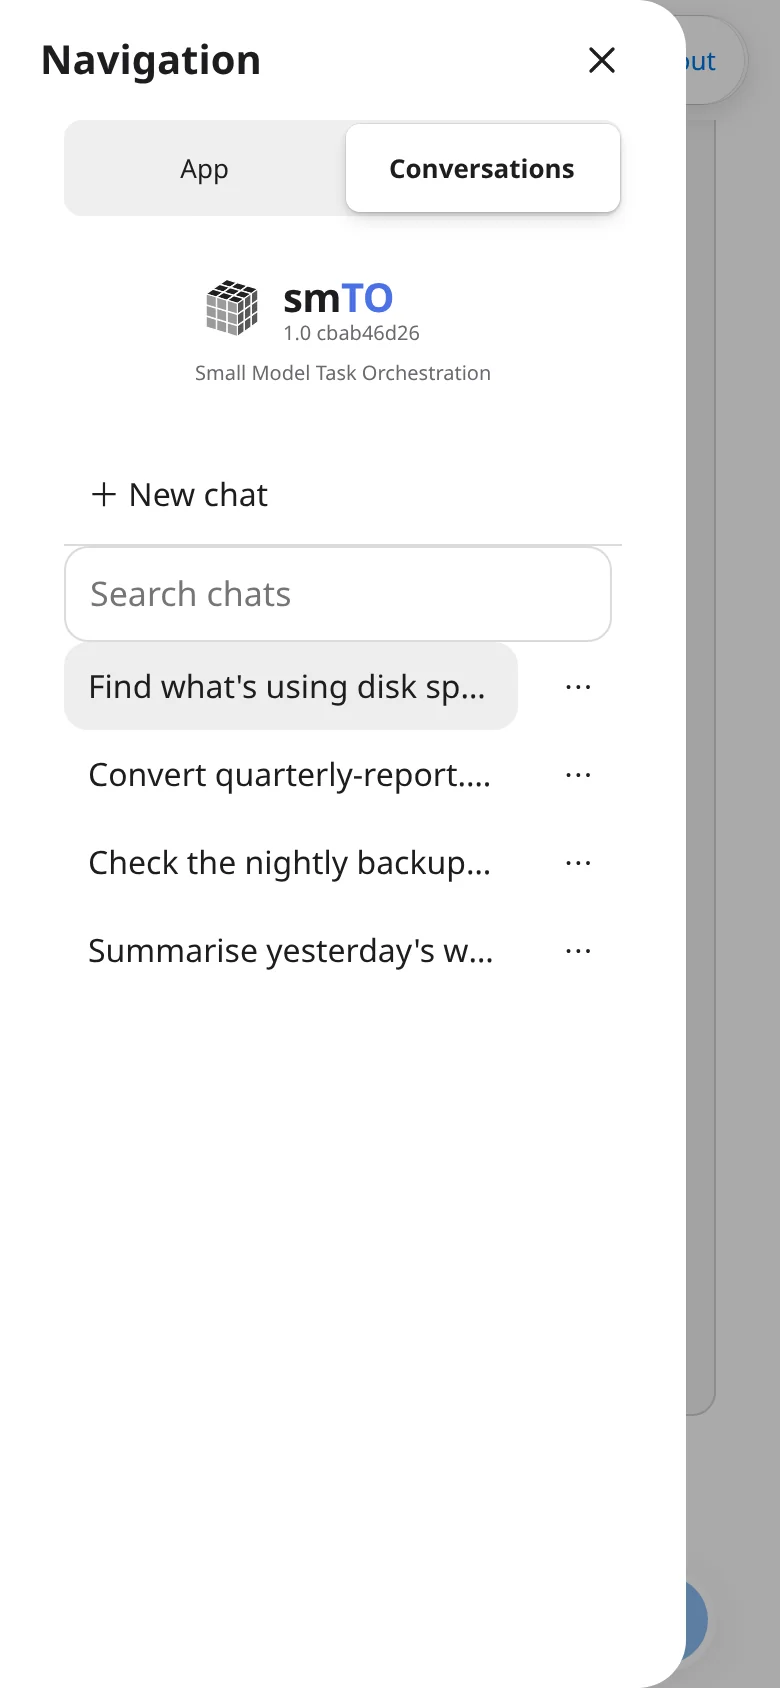 Navigation
App
Conversations
smTO
1.0 cbab46d26
Small Model Task Orchestration
+ New chat
Search chats
Find what's using disk sp...
Convert quarterly-report....
Check the nightly backup...
Summarise yesterday's w...